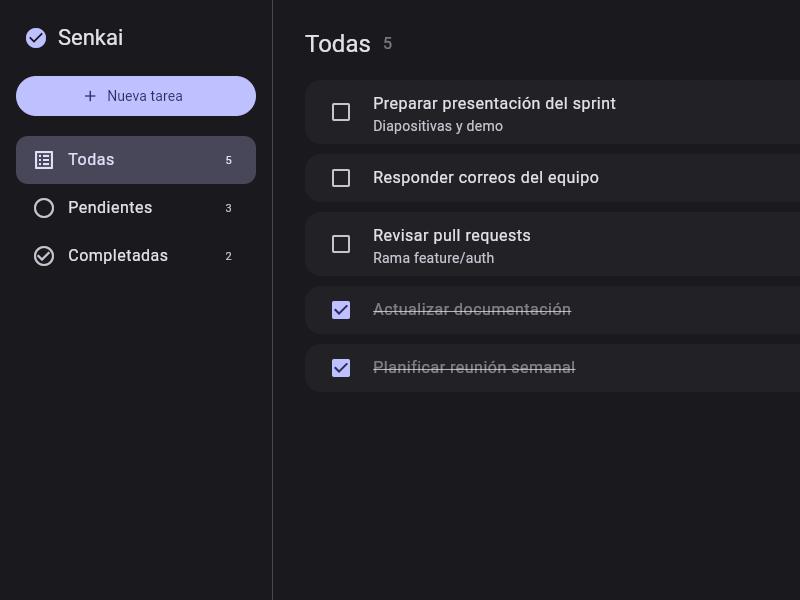 Senkai
Nueva tarea
Todas 5
Pendientes 3
Completadas 2
Todas 5
Preparar presentación del sprint
Diapositivas y demo
Responder correos del equipo
Revisar pull requests
Rama feature/auth
Actualizar documentación
Planificar reunión semanal